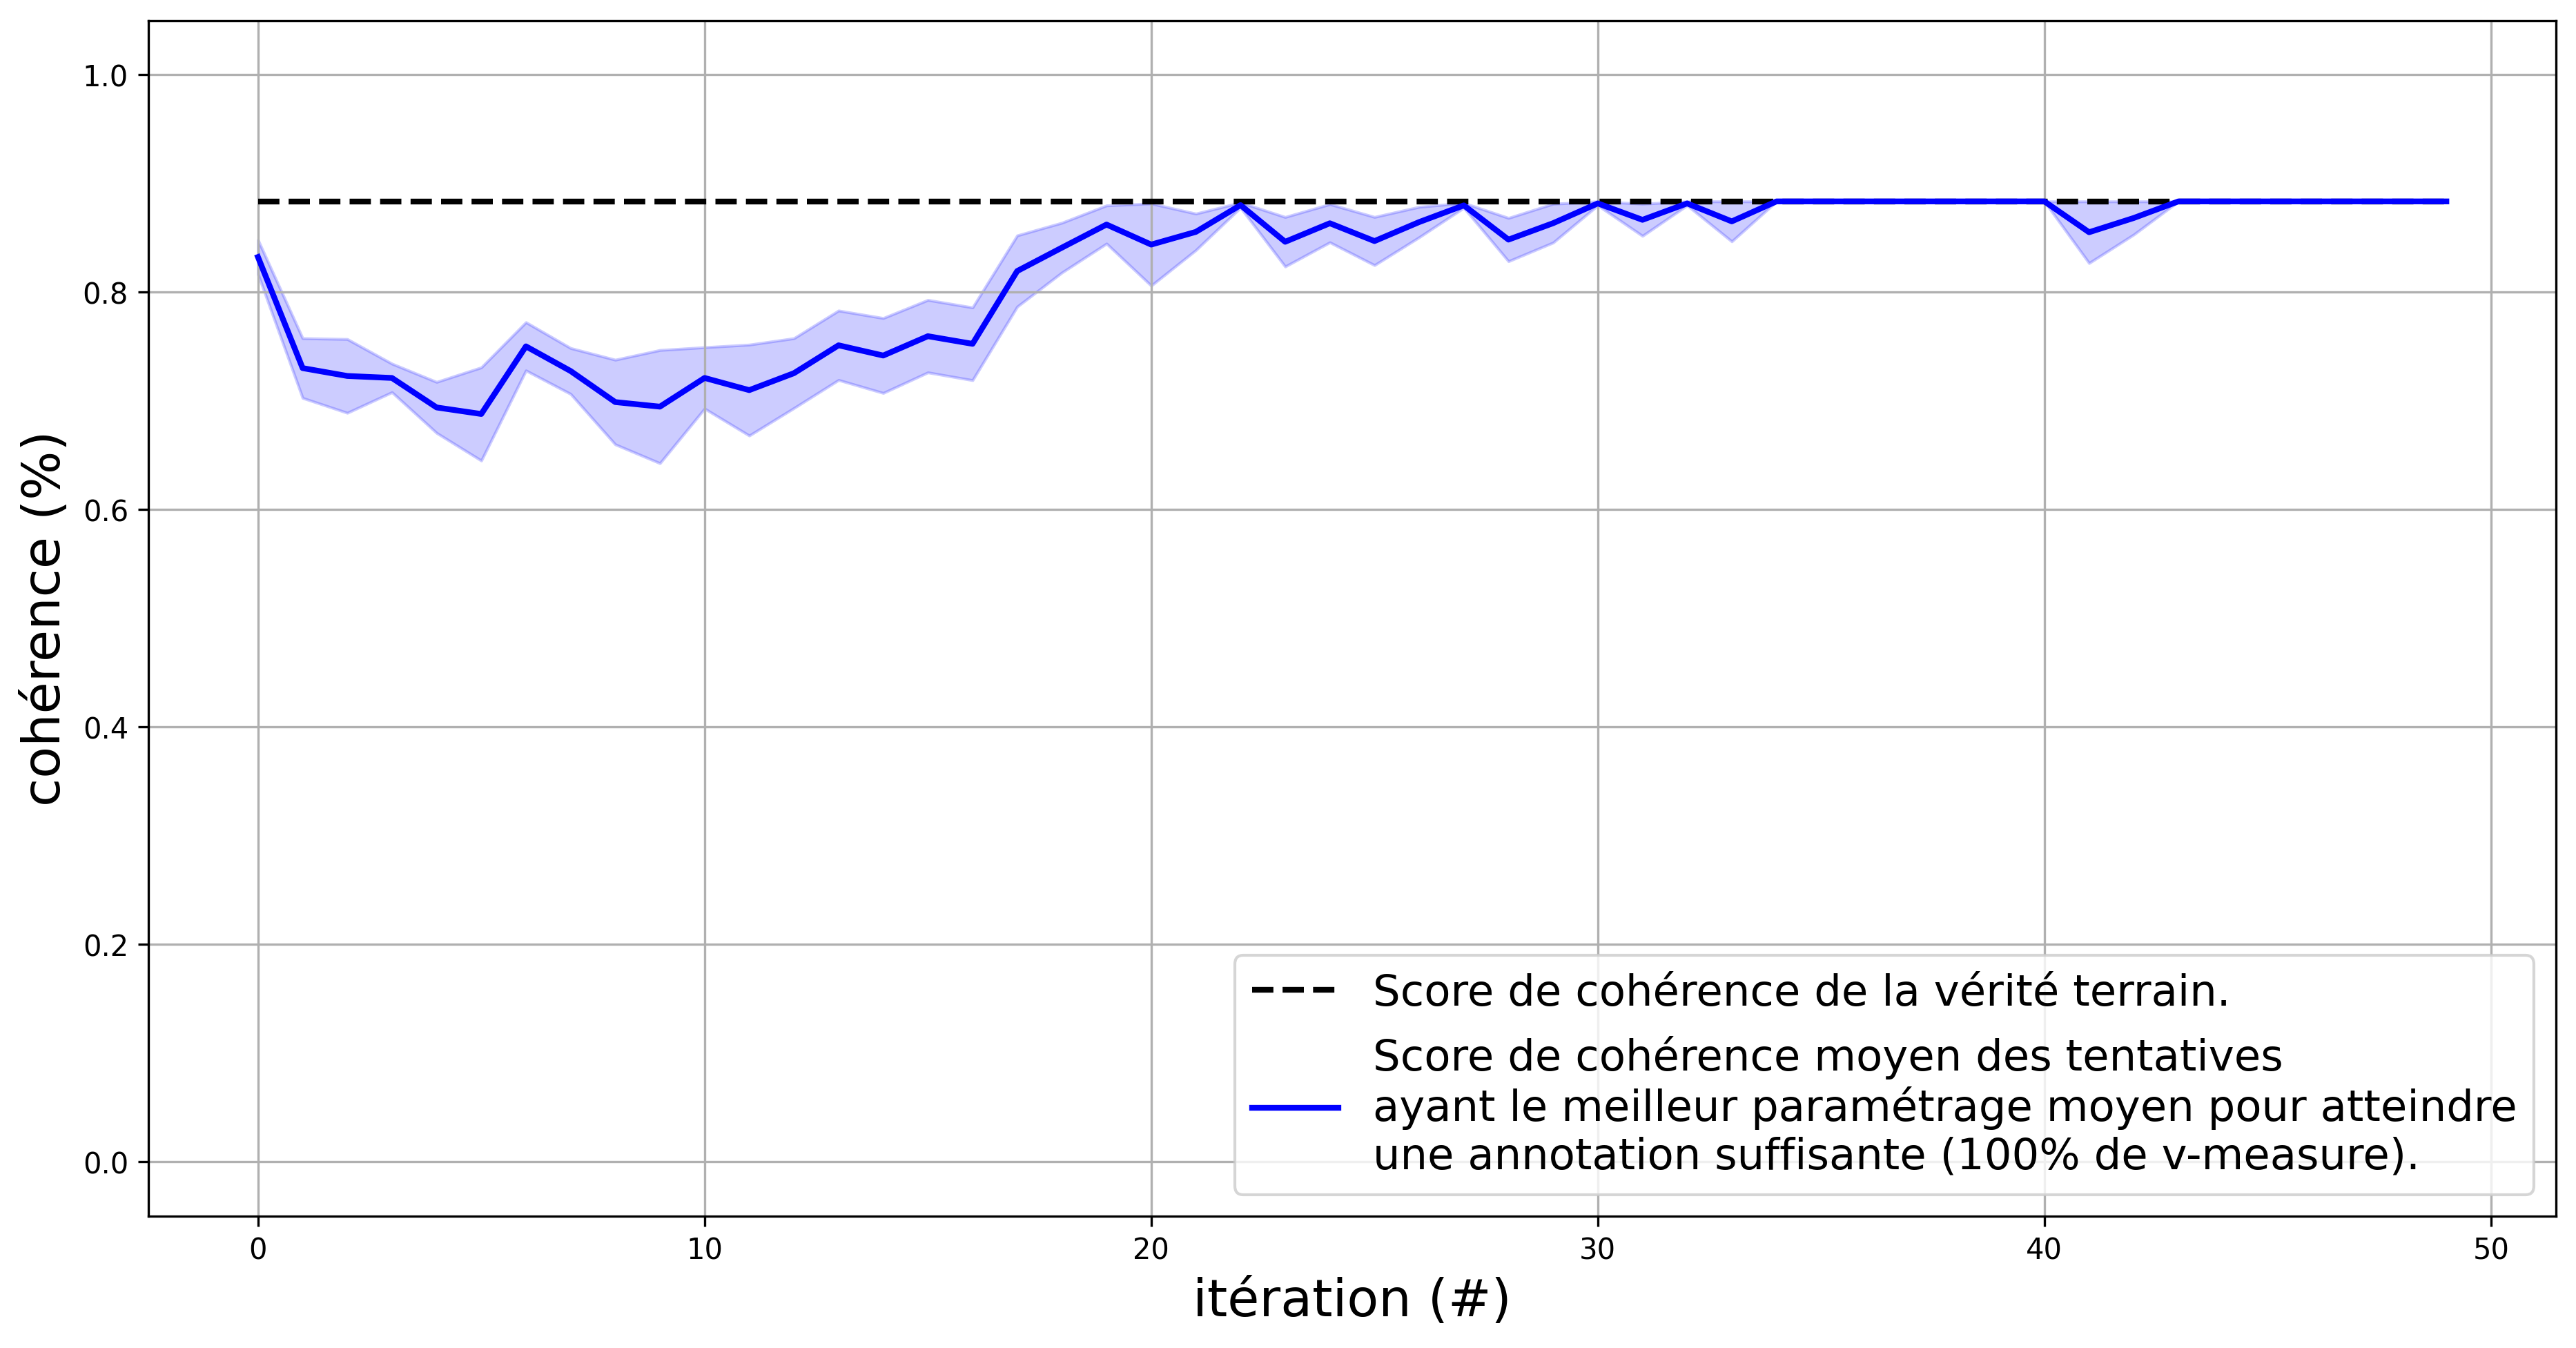 1.0
0.8
0.6
0.4
0.2
0.0
cohérence (%)
0
10
20
30
40
50
itération (#)
Score de cohérence de la vérité terrain.
Score de cohérence moyen des tentatives
ayant le meilleur paramétrage moyen pour atteindre
une annotation suffisante (100% de v-measure).